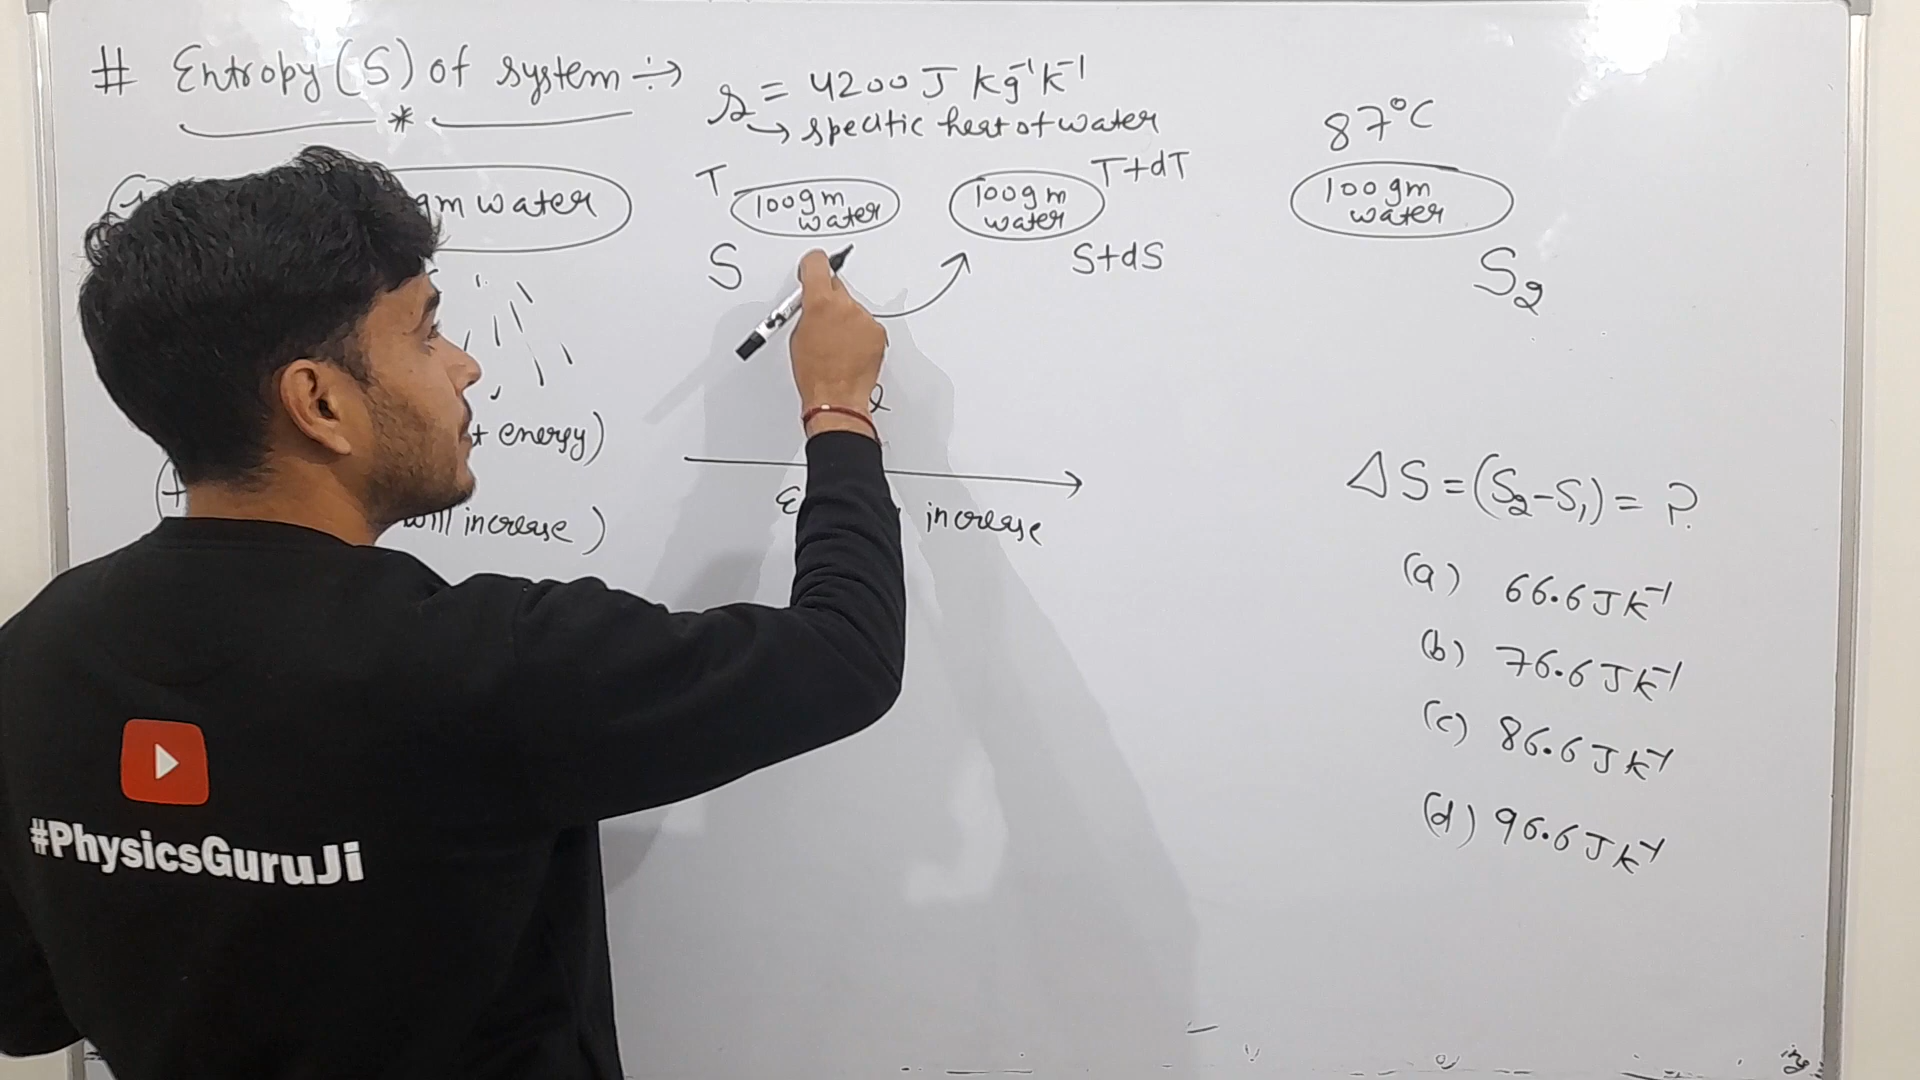 # Entropy (S) of system ÷→
s = 4200 J kg⁻¹ K⁻¹
→ specific heat of water
87°C
gm water
T
100gm
water
100gm
water
T+dT
100gm
water
S
S+dS
S₂
energy)
will increase)
increase
ΔS = (S₂-S₁) = ?
(a) 66.6 J K⁻¹
(b) 76.6 J K⁻¹
(c) 86.6 J K⁻¹
(d) 96.6 J K⁻¹
#PhysicsGuruJi